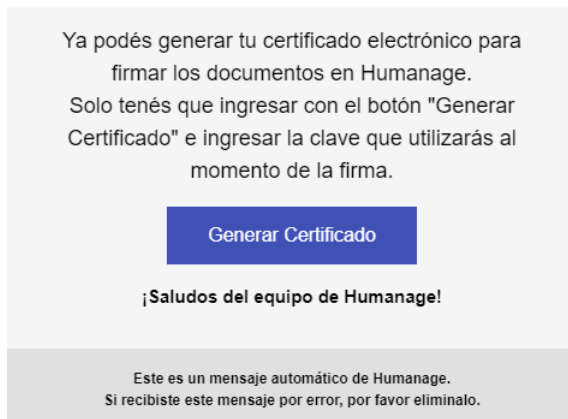 Ya podés generar tu certificado electrónico para
firmar los documentos en Humanage.
Solo tenés que ingresar con el botón "Generar
Certificado" e ingresar la clave que utilizarás al
momento de la firma.
Generar Certificado
¡Saludos del equipo de Humanage!
Este es un mensaje automático de Humanage.
Si recibiste este mensaje por error, por favor eliminalo.